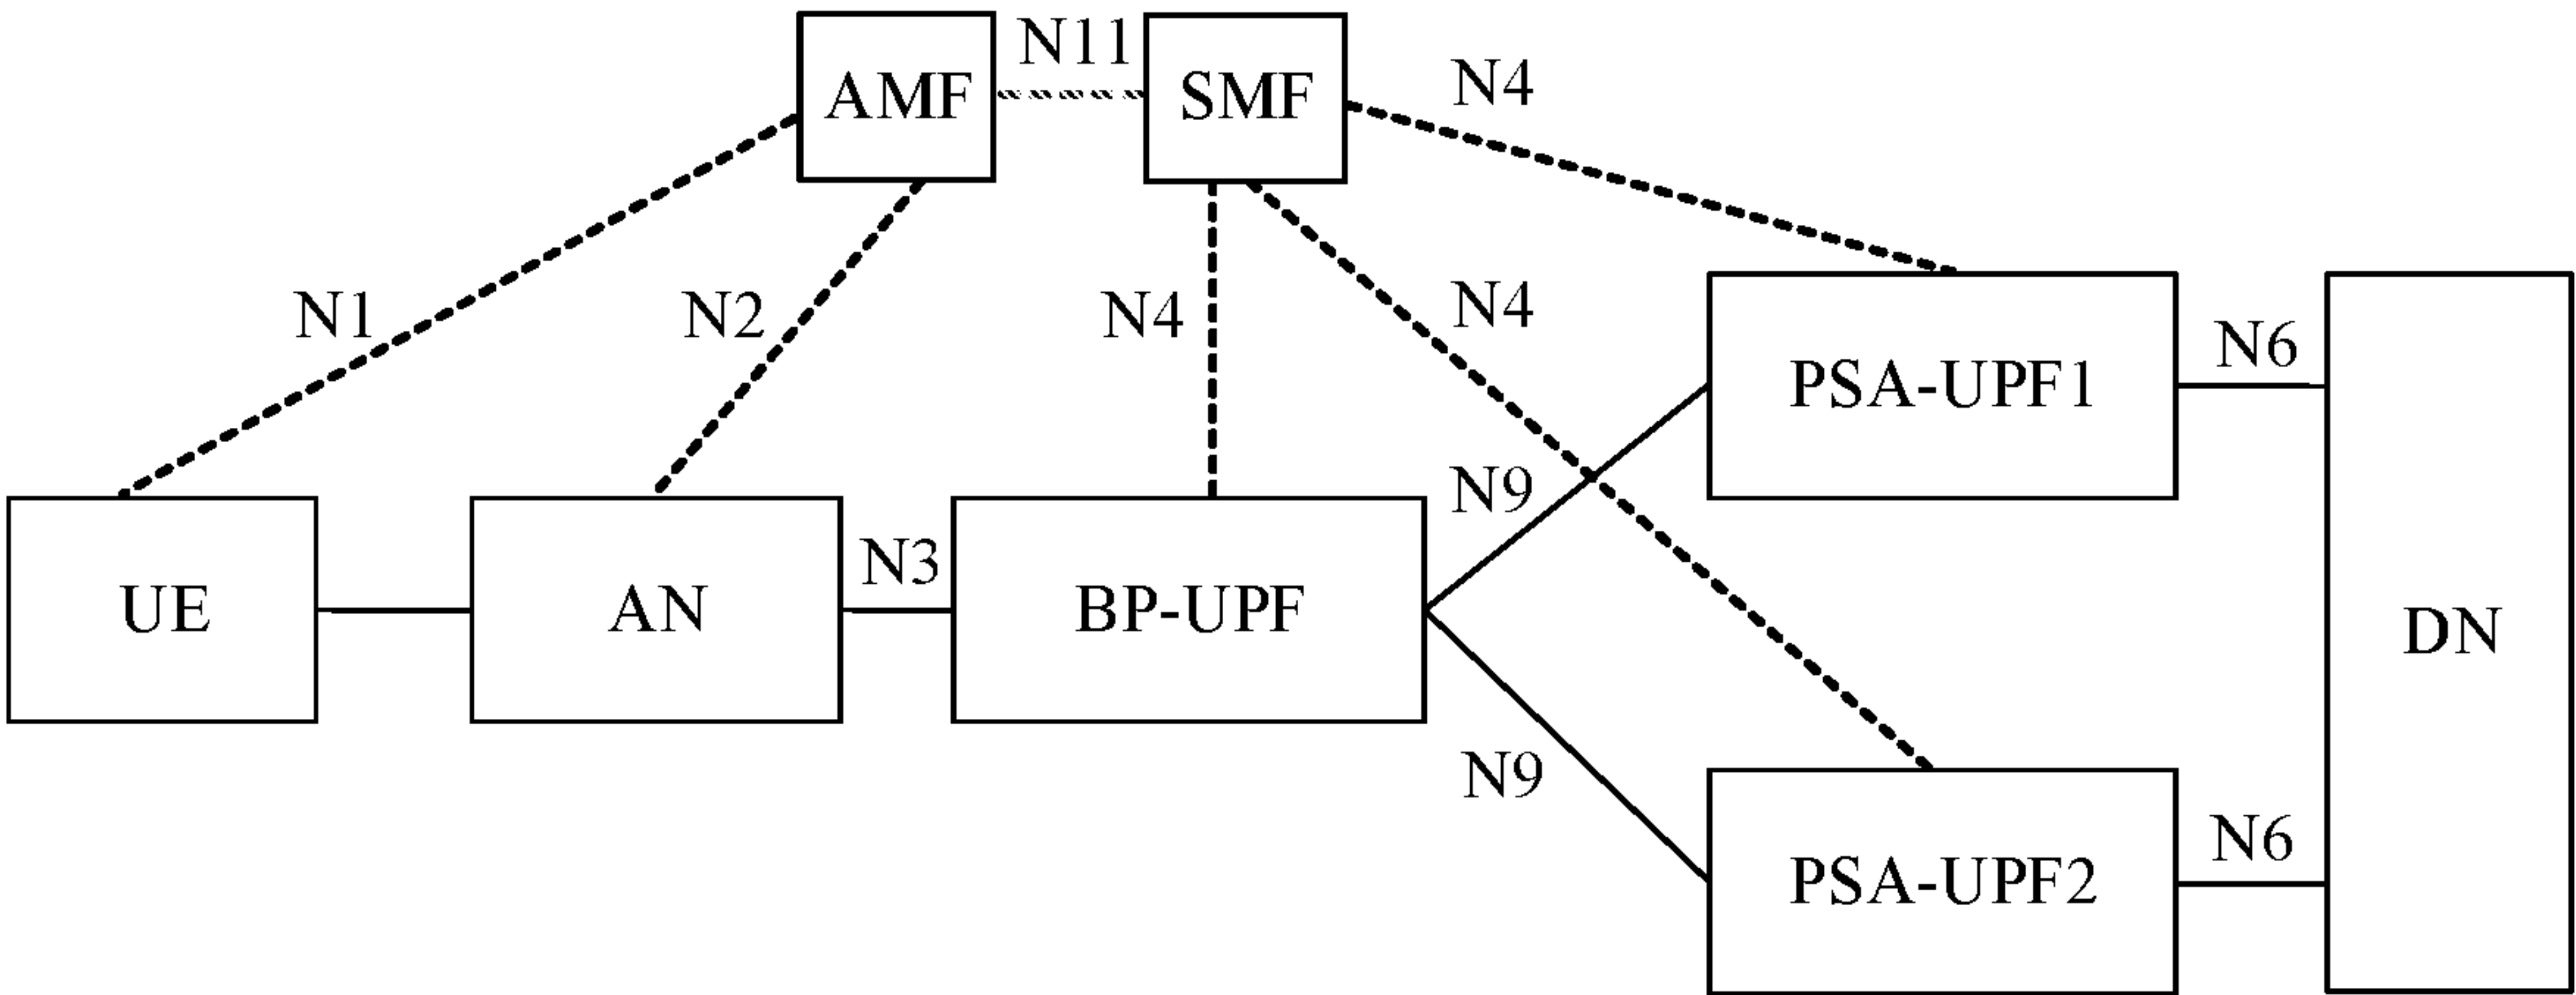 AMF
N11
SMF
N4
N1
N2
N4
N4
PSA-UPF1
N6
UE
AN
N3
BP-UPF
N9
DN
N9
PSA-UPF2
N6